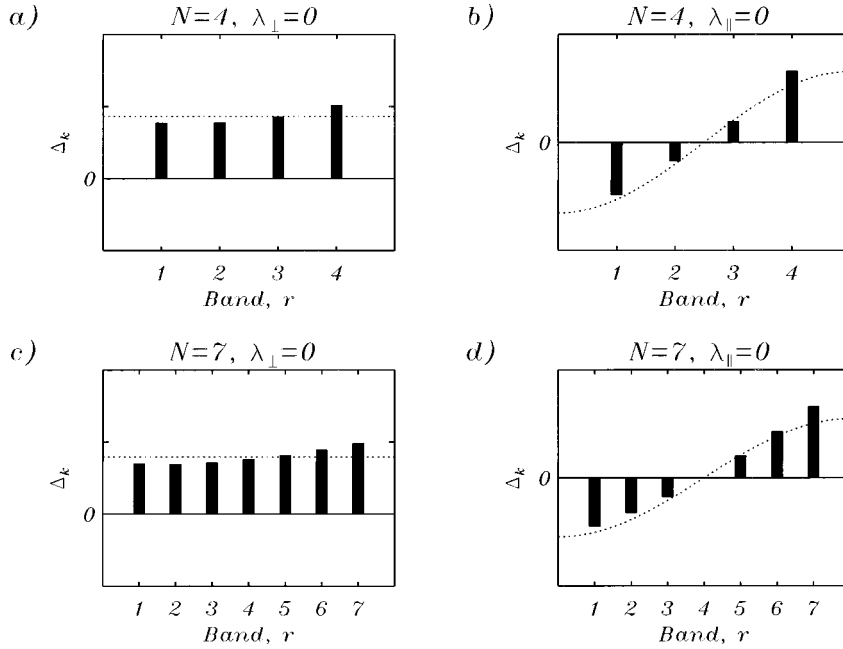 a) N=4, λ⊥=0
Δk
0
1 2 3 4
Band, r
b) N=4, λ∥=0
Δk
0
1 2 3 4
Band, r
c) N=7, λ⊥=0
Δk
0
1 2 3 4 5 6 7
Band, r
d) N=7, λ∥=0
Δk
0
1 2 3 4 5 6 7
Band, r